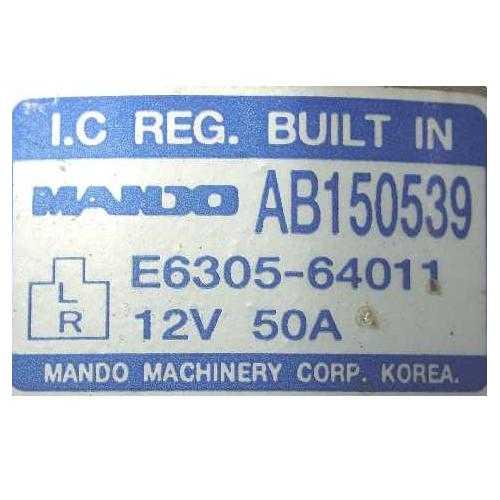 I.C REG. BUILT IN
MANDO AB150539
E6305-64011
L
R
12V 50A
MANDO MACHINERY CORP. KOREA.